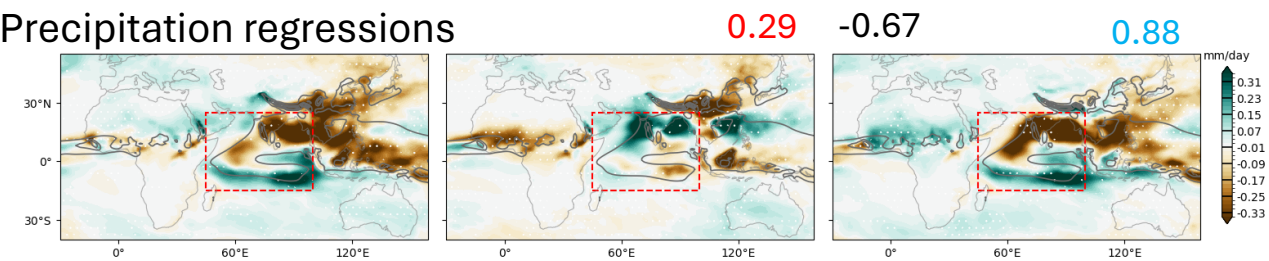 Precipitation regressions 0.29 -0.67 0.88
mm/day
30°N
0°
30°S
0.31
0.23
0.15
0.07
-0.01
-0.09
-0.17
-0.25
-0.33
0° 60°E 120°E 0° 60°E 120°E 0° 60°E 120°E